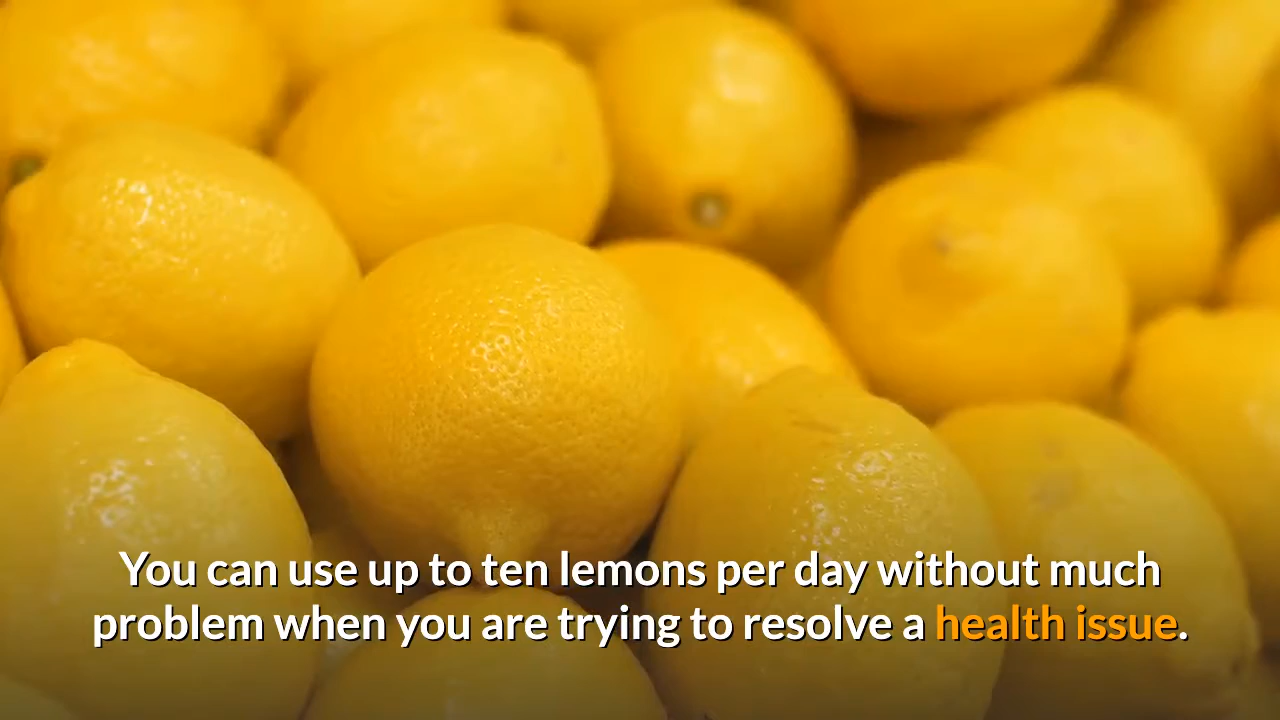 You can use up to ten lemons per day without much
problem when you are trying to resolve a health issue.